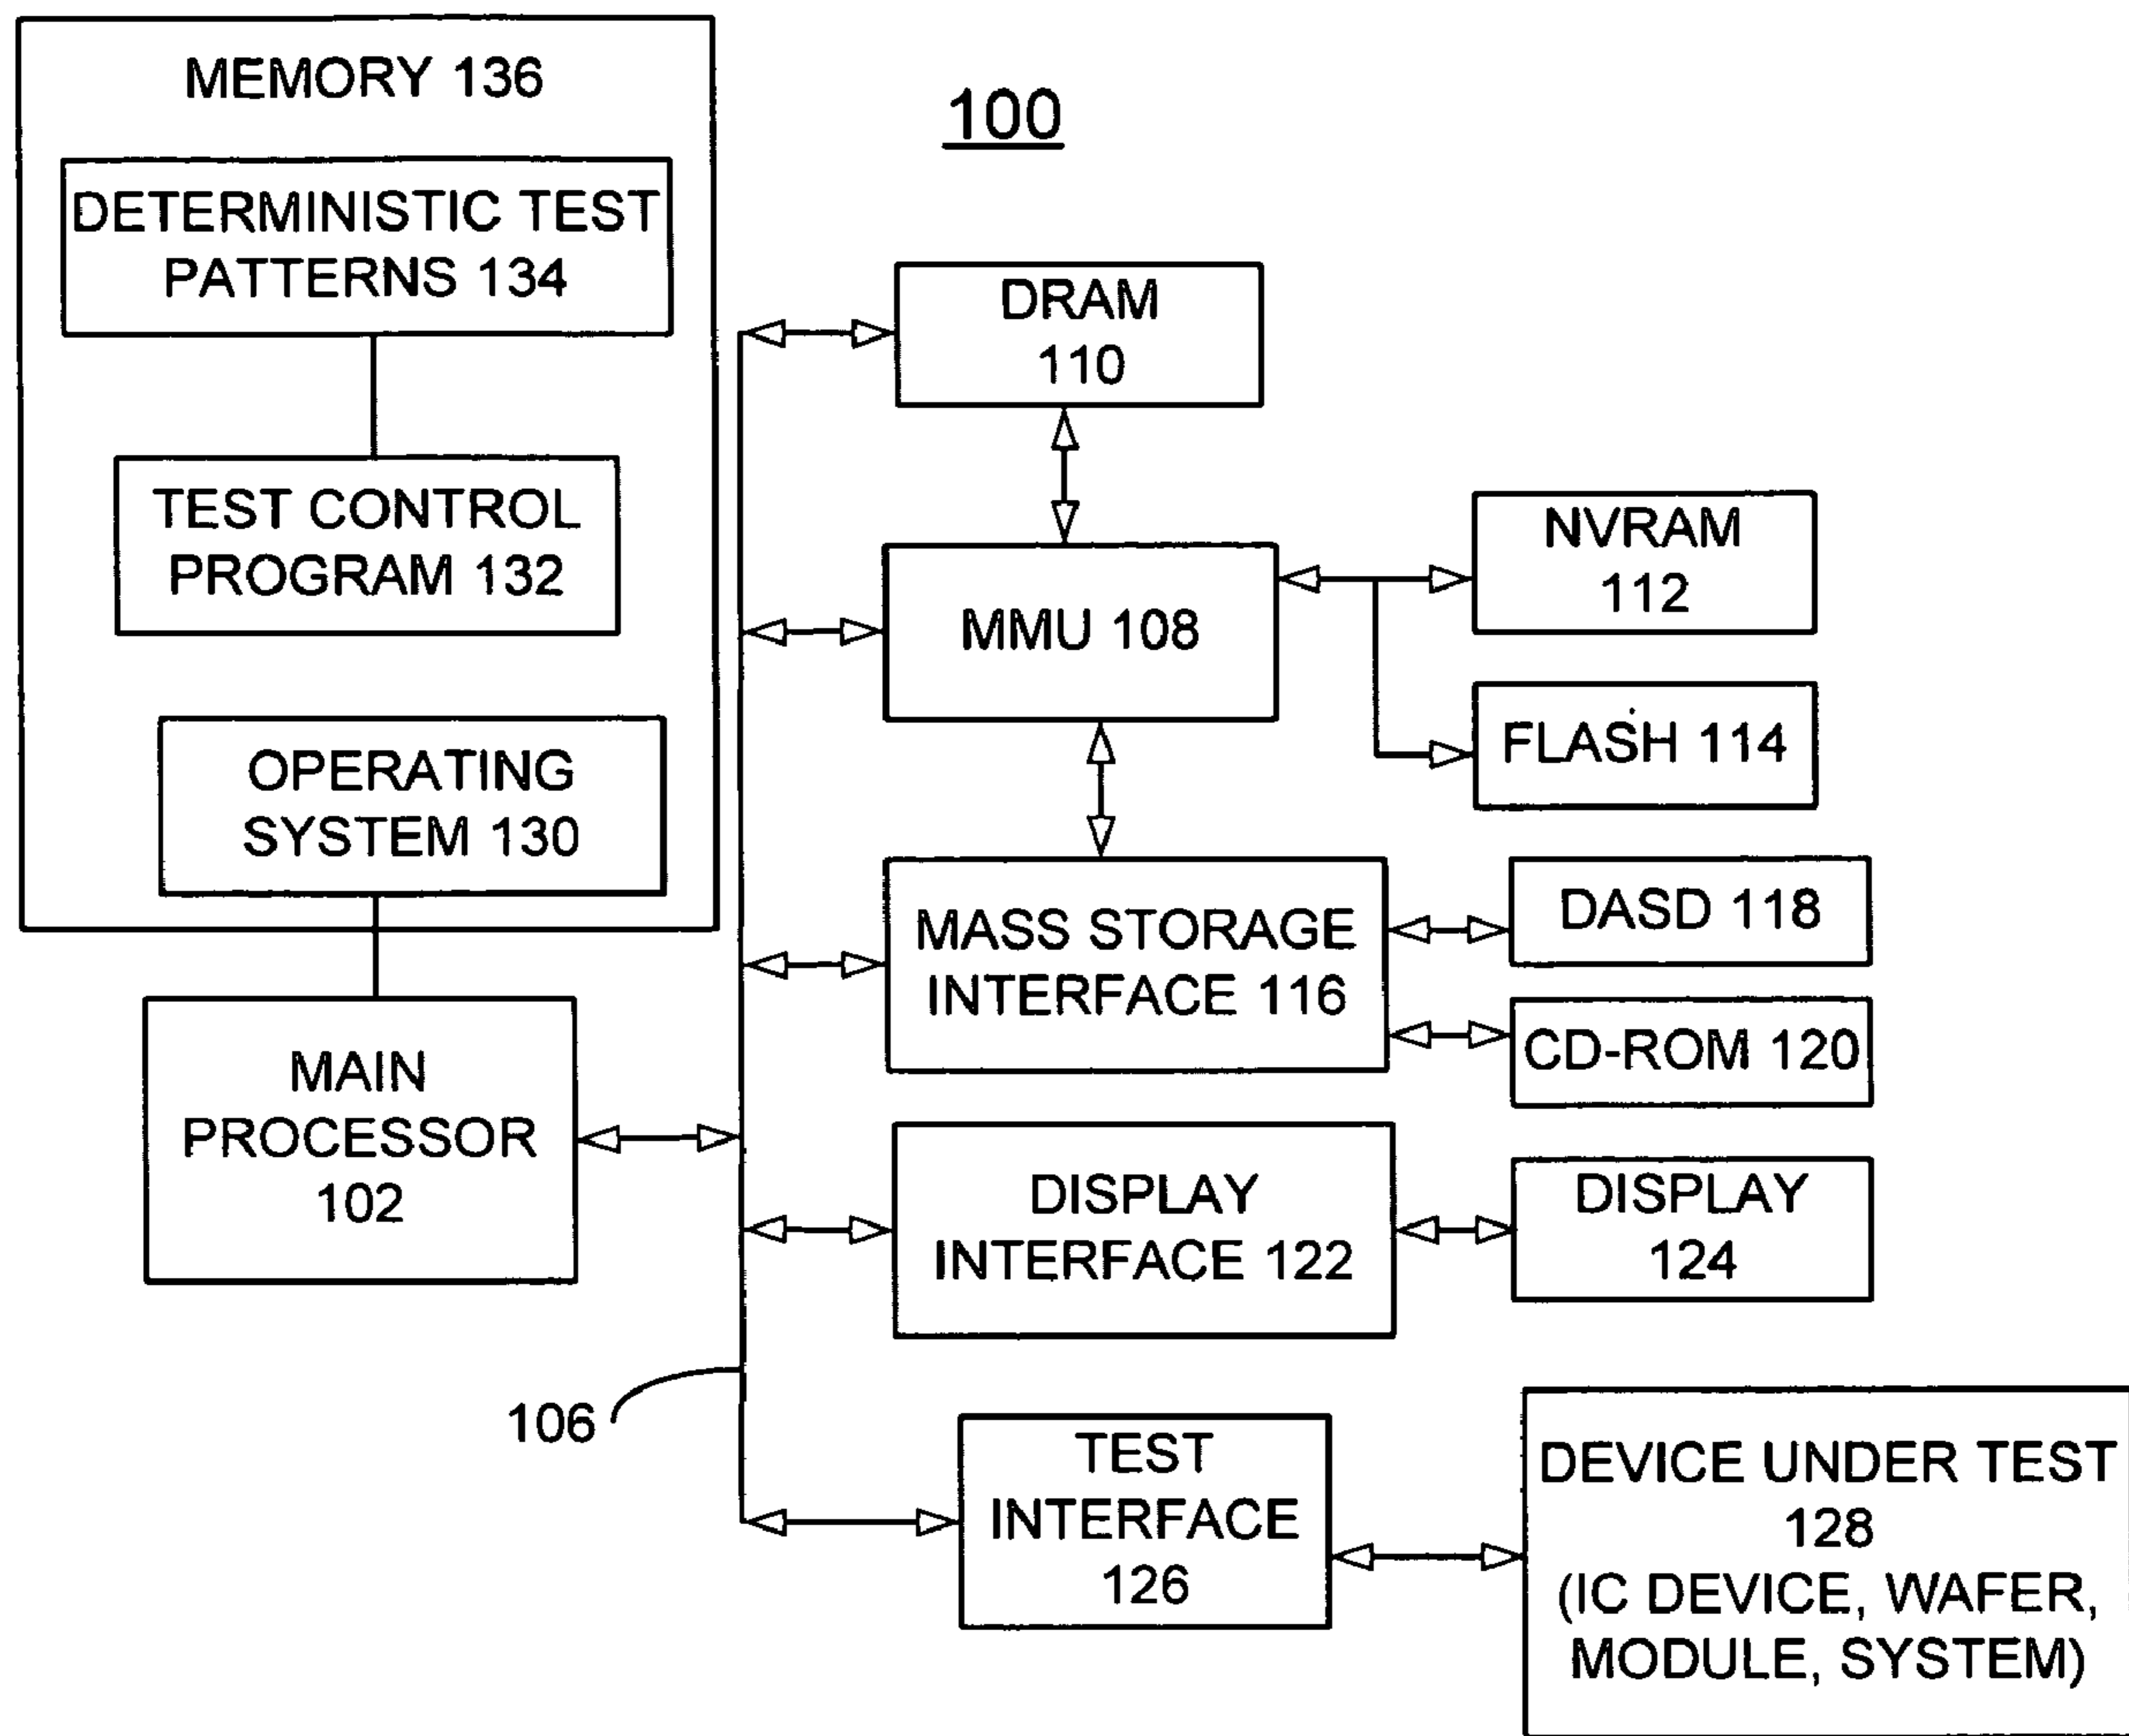 MEMORY 136
DETERMINISTIC TEST
PATTERNS 134
TEST CONTROL
PROGRAM 132
OPERATING
SYSTEM 130
MAIN
PROCESSOR
102
100
DRAM
110
MMU 108
NVRAM
112
FLASH 114
MASS STORAGE
INTERFACE 116
DASD 118
CD-ROM 120
DISPLAY
INTERFACE 122
DISPLAY
124
106
TEST
INTERFACE
126
DEVICE UNDER TEST
128
(IC DEVICE, WAFER,
MODULE, SYSTEM)